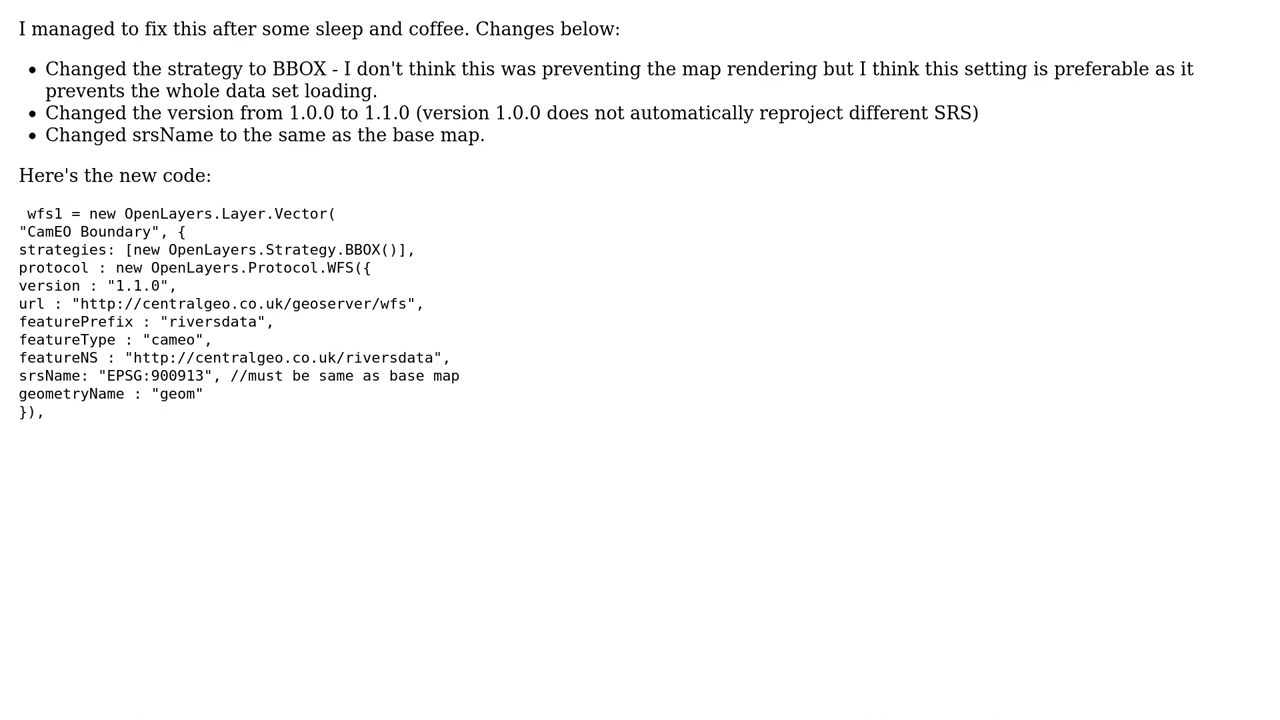 I managed to fix this after some sleep and coffee. Changes below:
• Changed the strategy to BBOX - I don't think this was preventing the map rendering but I think this setting is preferable as it
prevents the whole data set loading.
• Changed the version from 1.0.0 to 1.1.0 (version 1.0.0 does not automatically reproject different SRS)
• Changed srsName to the same as the base map.
Here's the new code:
wfs1 = new OpenLayers.Layer.Vector(
"CamEO Boundary", {
strategies: [new OpenLayers.Strategy.BBOX()],
protocol : new OpenLayers.Protocol.WFS({
version : "1.1.0",
url : "http://centralgeo.co.uk/geoserver/wfs",
featurePrefix : "riversdata",
featureType : "cameo",
featureNS : "http://centralgeo.co.uk/riversdata",
srsName: "EPSG:900913", //must be same as base map
geometryName : "geom"
}),